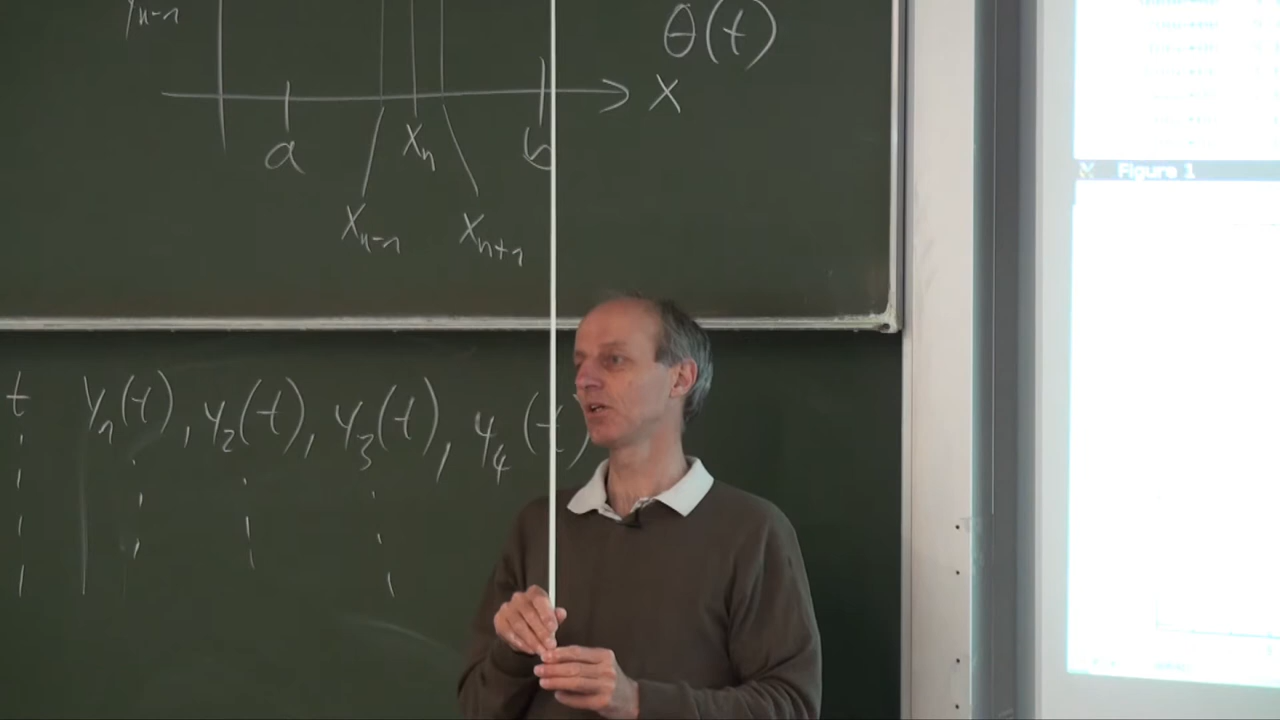 y_{n-1}
θ(t)
x
a
x_n
b
x_{n-1}
x_{n+1}
t y_1(t), y_2(t), y_3(t), y_4(t)
Figure 1